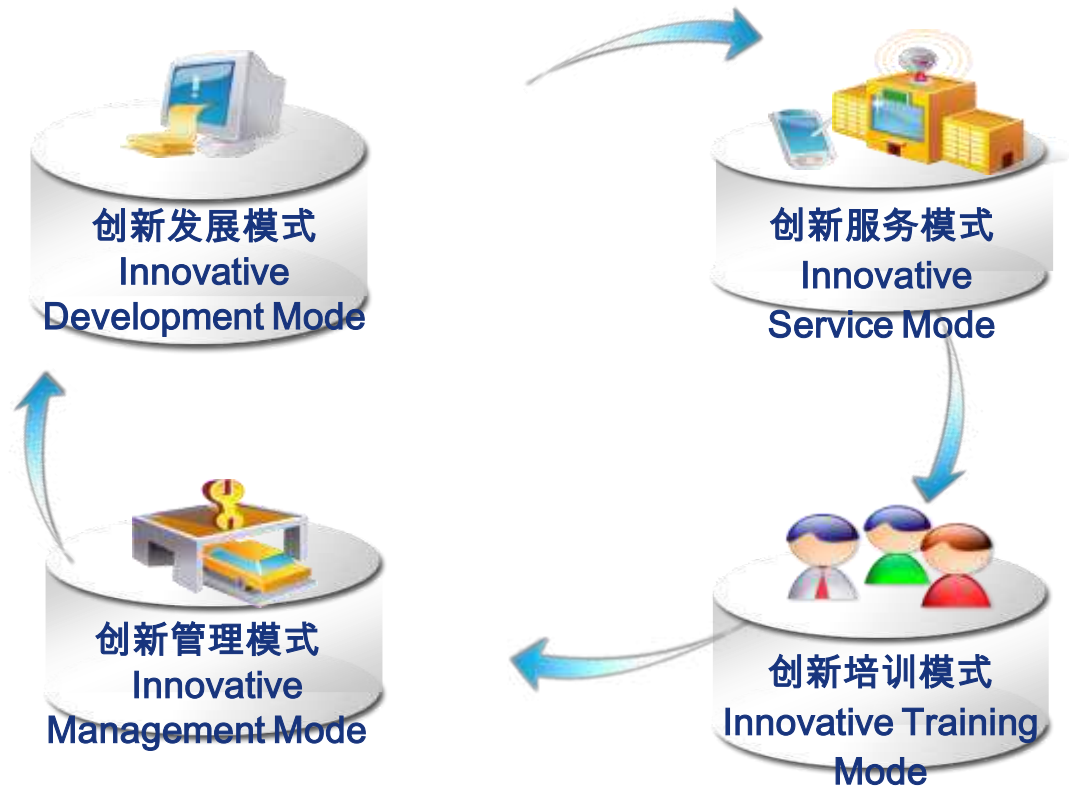 创新发展模式
Innovative
Development Mode
创新服务模式
Innovative
Service Mode
创新管理模式
Innovative
Management Mode
创新培训模式
Innovative Training
Mode